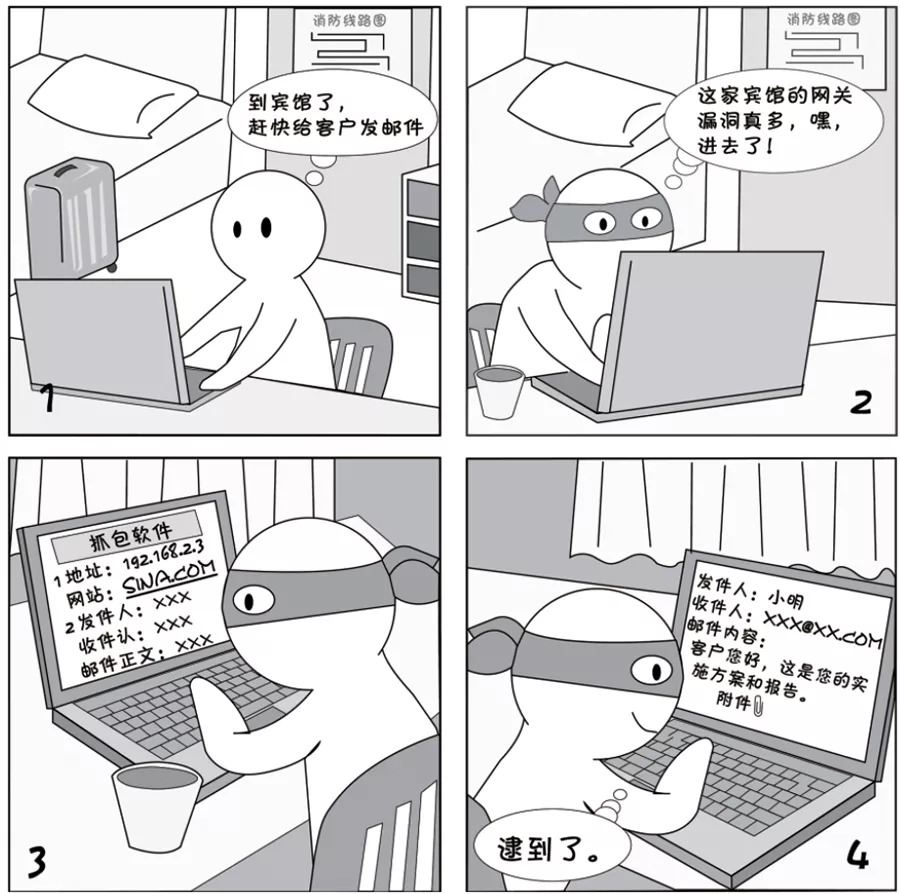 消防线路图
到宾馆了，
赶快给客户发邮件
1
消防线路图
这家宾馆的网关
漏洞真多，嘿，
进去了！
2
抓包软件
1 地址：192.168.2.3
网站：SINA.COM
2 发件人：XXX
收件认：XXX
邮件正文：XXX
3
发件人：小明
收件人：XXX@XX.COM
邮件内容：
客户您好，这是您的实
施方案和报告。
附件
逮到了。
4